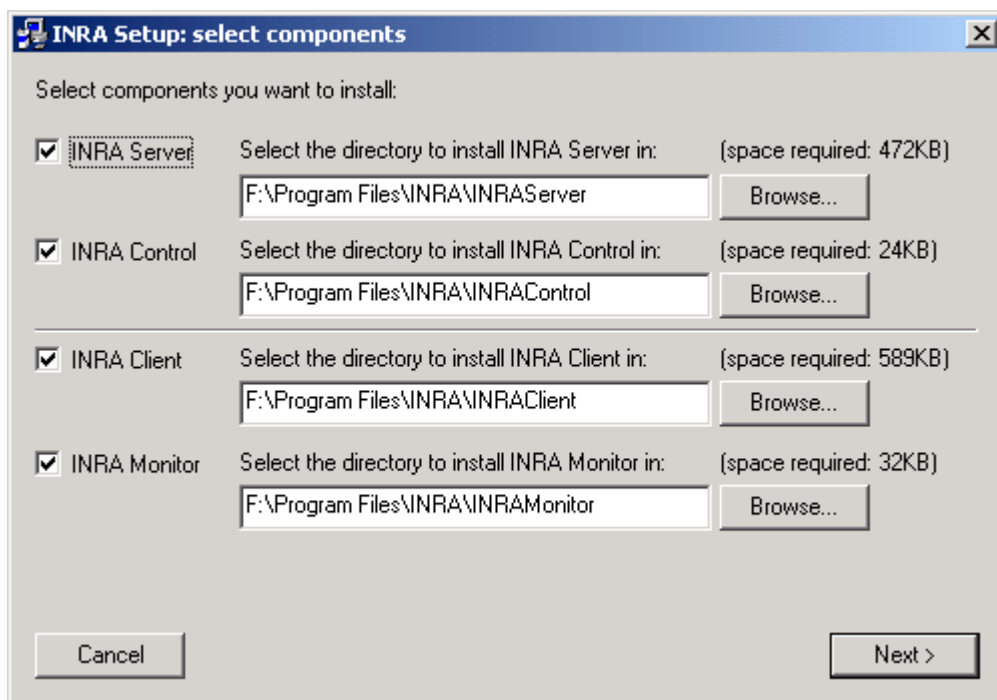 INRA Setup: select components
Select components you want to install:
INRA Server Select the directory to install INRA Server in: (space required: 472KB)
F:\Program Files\INRA\INRAServer Browse...
INRA Control Select the directory to install INRA Control in: (space required: 24KB)
F:\Program Files\INRA\INRAControl Browse...
INRA Client Select the directory to install INRA Client in: (space required: 589KB)
F:\Program Files\INRA\INRAClient Browse...
INRA Monitor Select the directory to install INRA Monitor in: (space required: 32KB)
F:\Program Files\INRA\INRAMonitor Browse...
Cancel Next >